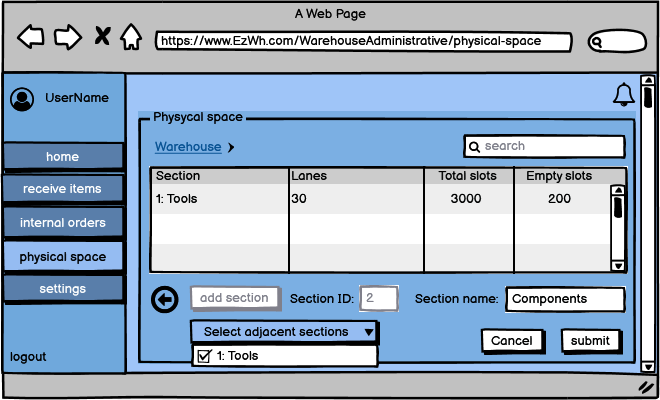 A Web Page
https://www.EzWh.com/WarehouseAdministrative/physical-space
UserName
home
receive items
internal orders
physical space
settings
logout
Physycal space
Warehouse
search
Section Lanes Total slots Empty slots
1: Tools 30 3000 200
add section Section ID: 2 Section name: Components
Select adjacent sections
1: Tools
Cancel submit